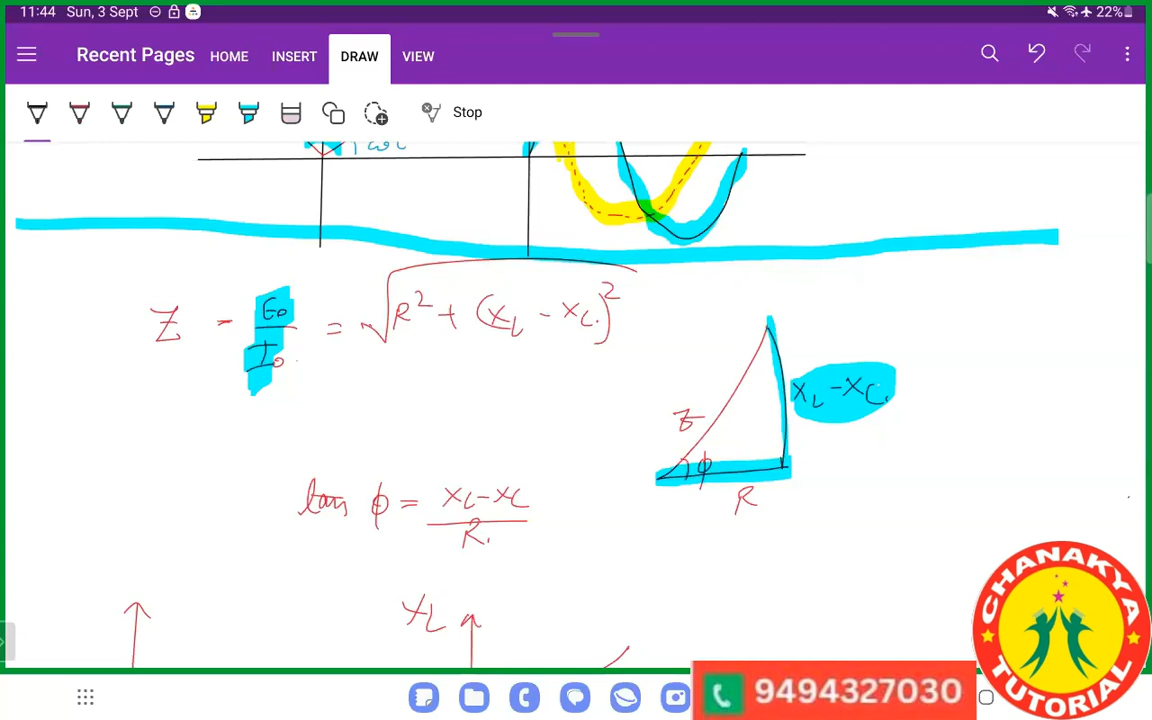 11:44 Sun, 3 Sept 22%
Recent Pages HOME INSERT DRAW VIEW
Stop
Z = E₀/I₀ = √(R² + (X_L - X_C)²)
X_L - X_C
Z
φ
R
tan φ = X_L - X_C / R
X_L
CHANAKYA TUTORIAL
9494327030